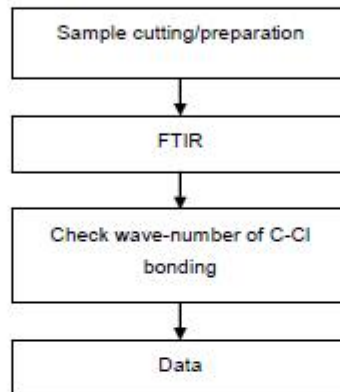 Sample cutting/preparation
FTIR
Check wave-number of C-Cl
bonding
Data